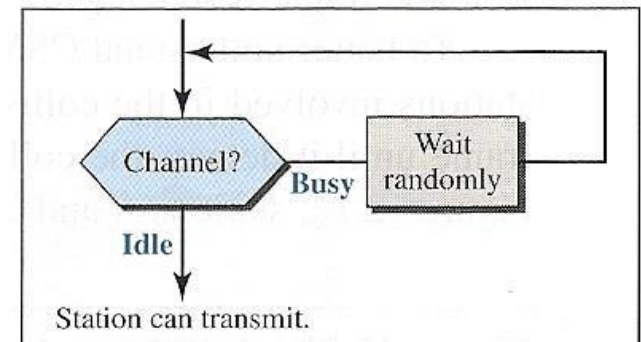 Channel?
Busy
Wait
randomly
Idle
Station can transmit.